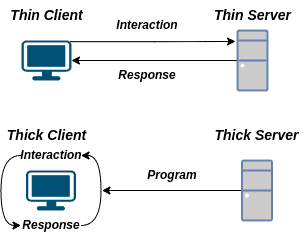 Thin Client
Thin Server
Interaction
Response
Thick Client
Thick Server
Interaction
Program
Response